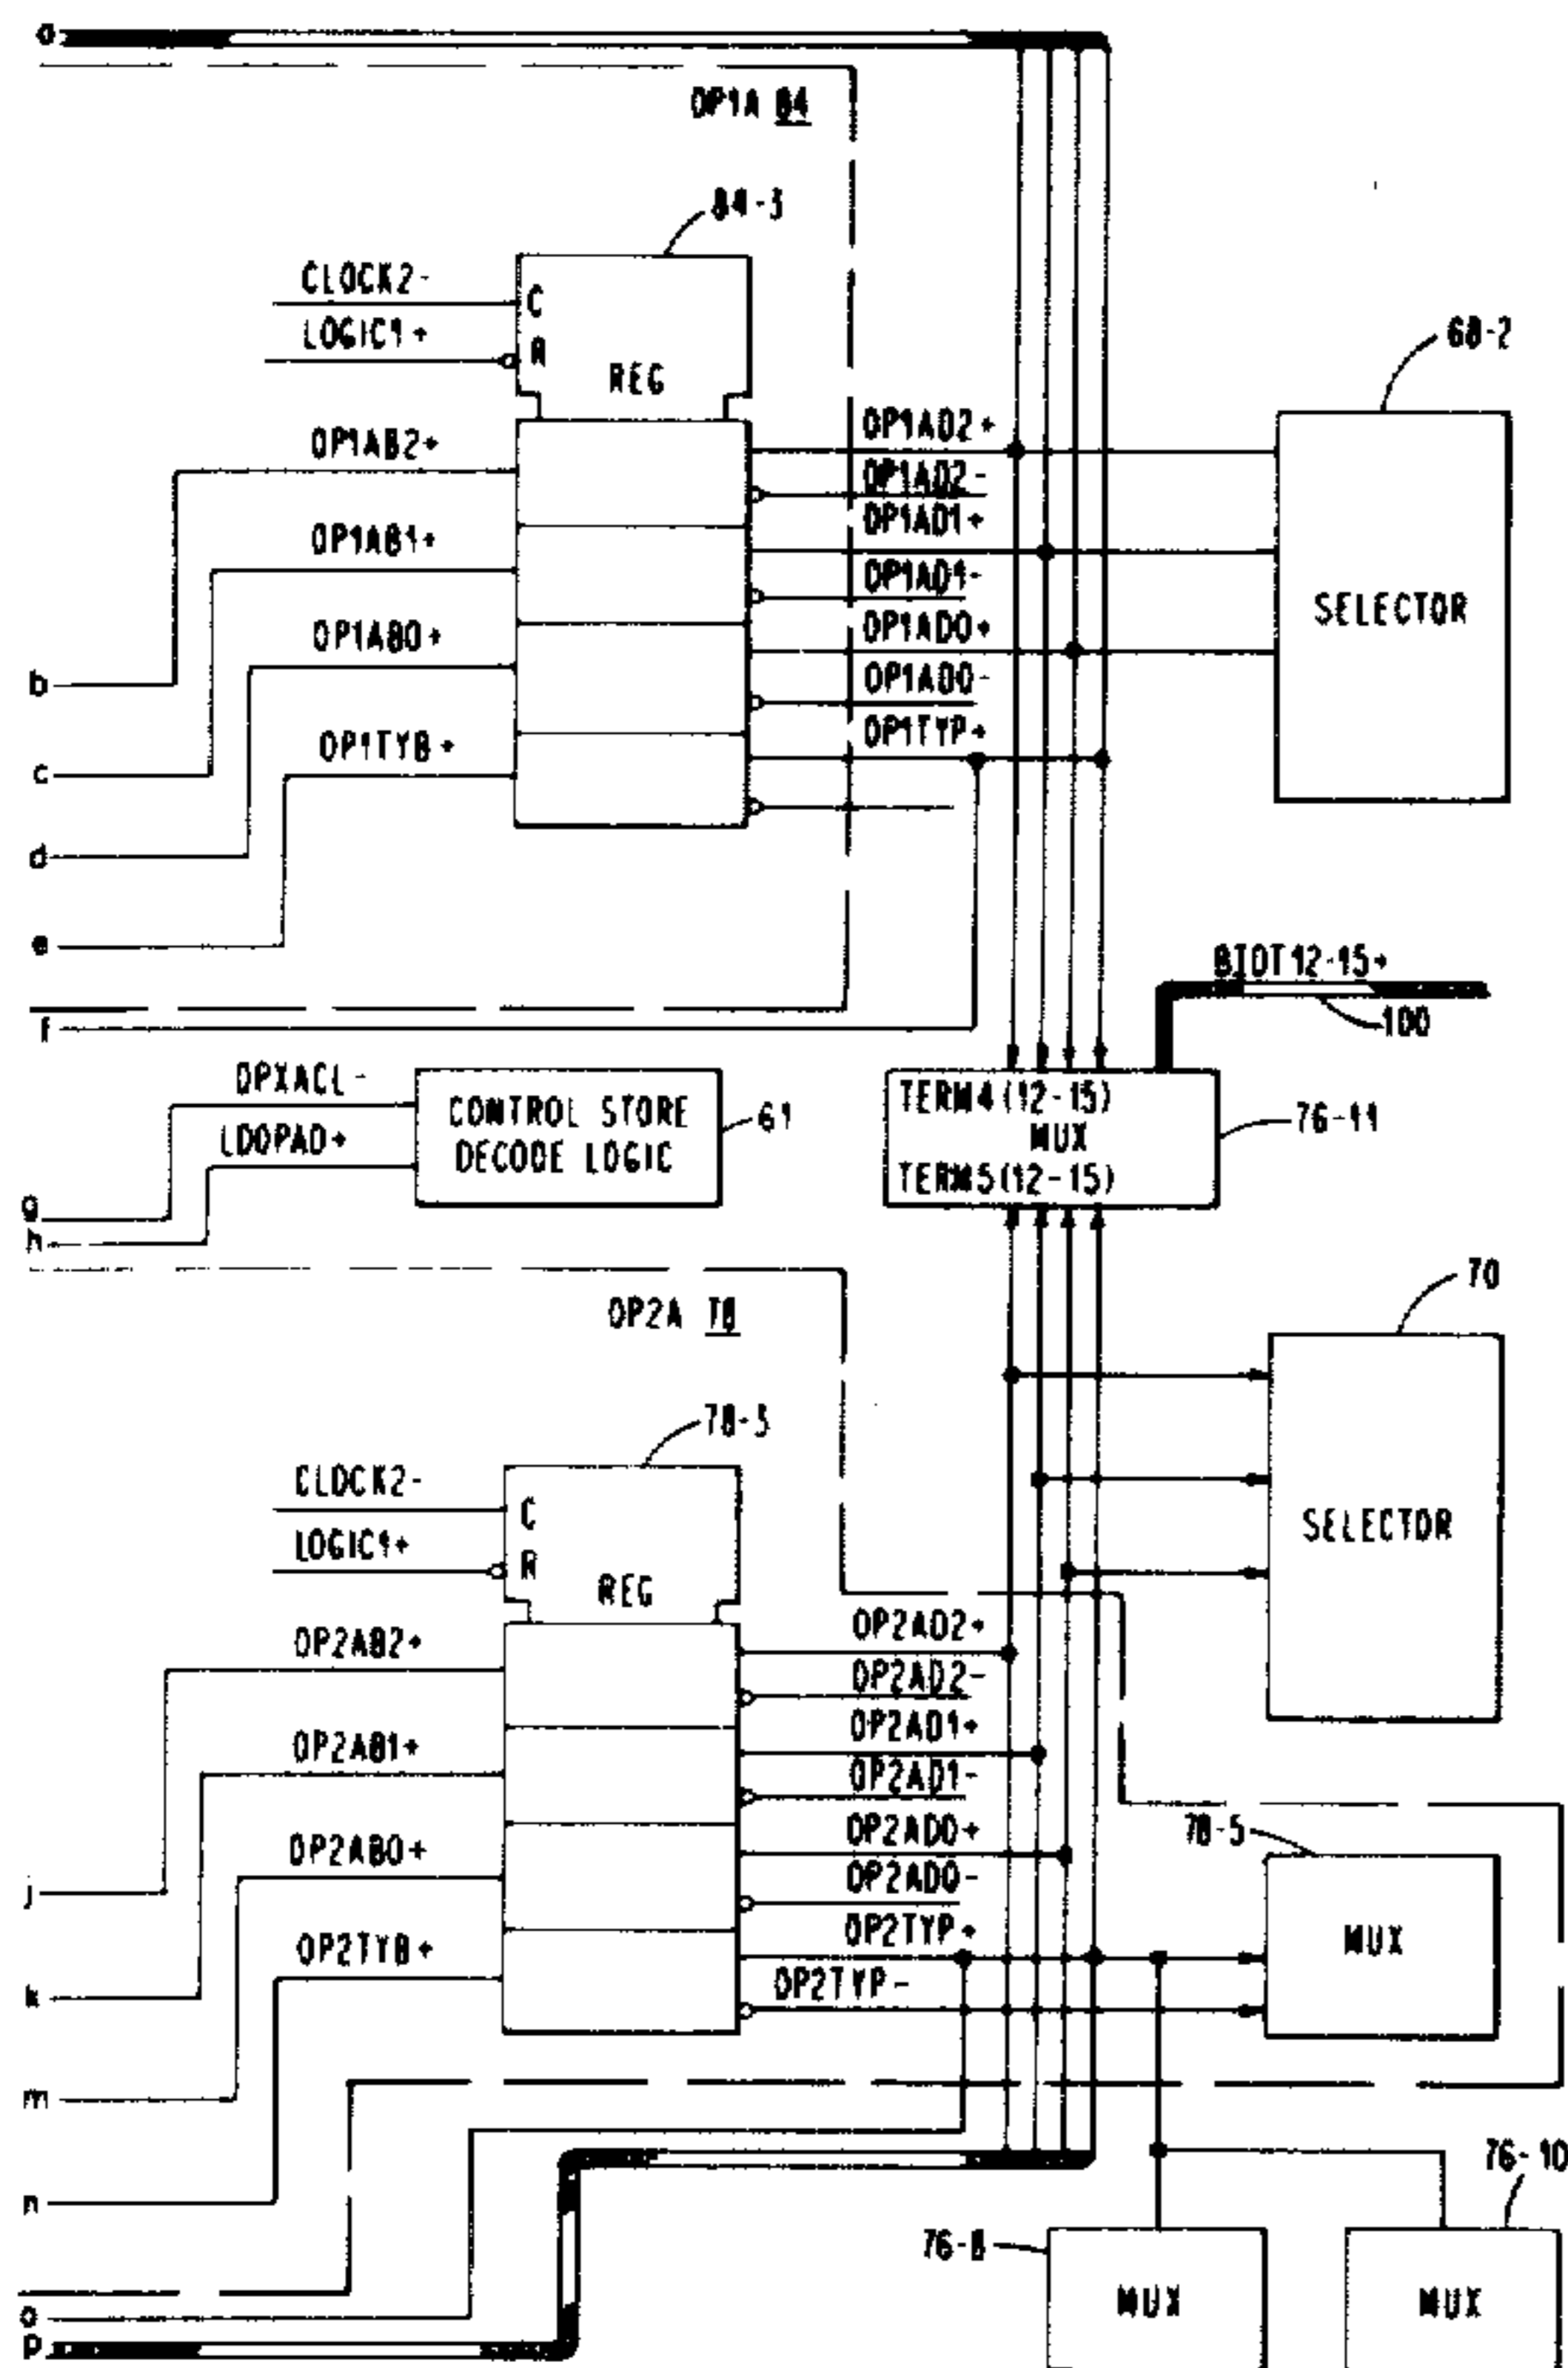 a
OP1A 84
84-3
CLOCK2-
C
LOGIC1+
R
REG
68-2
OP1AB2+
OP1AD2+
OP1AD2-
OP1AB1+
OP1AD1+
OP1AD1-
SELECTOR
OP1AB0+
OP1AD0+
OP1AD0-
b
OP1TYB+
OP1TYP+
c
d
e
BIOT12-15+
100
f
OPXACL-
LDOPAD+
CONTROL STORE
DECODE LOGIC
61
TERM4(12-15)
MUX
TERM5(12-15)
76-11
g
h
OP2A 78
70
78-3
CLOCK2-
C
LOGIC1+
R
REG
SELECTOR
OP2AB2+
OP2AD2+
OP2AD2-
OP2AB1+
OP2AD1+
OP2AD1-
OP2AB0+
OP2AD0+
OP2AD0-
78-5
MUX
j
OP2TYB+
OP2TYP+
OP2TYP-
k
m
n
76-10
76-8
MUX
MUX
o
p